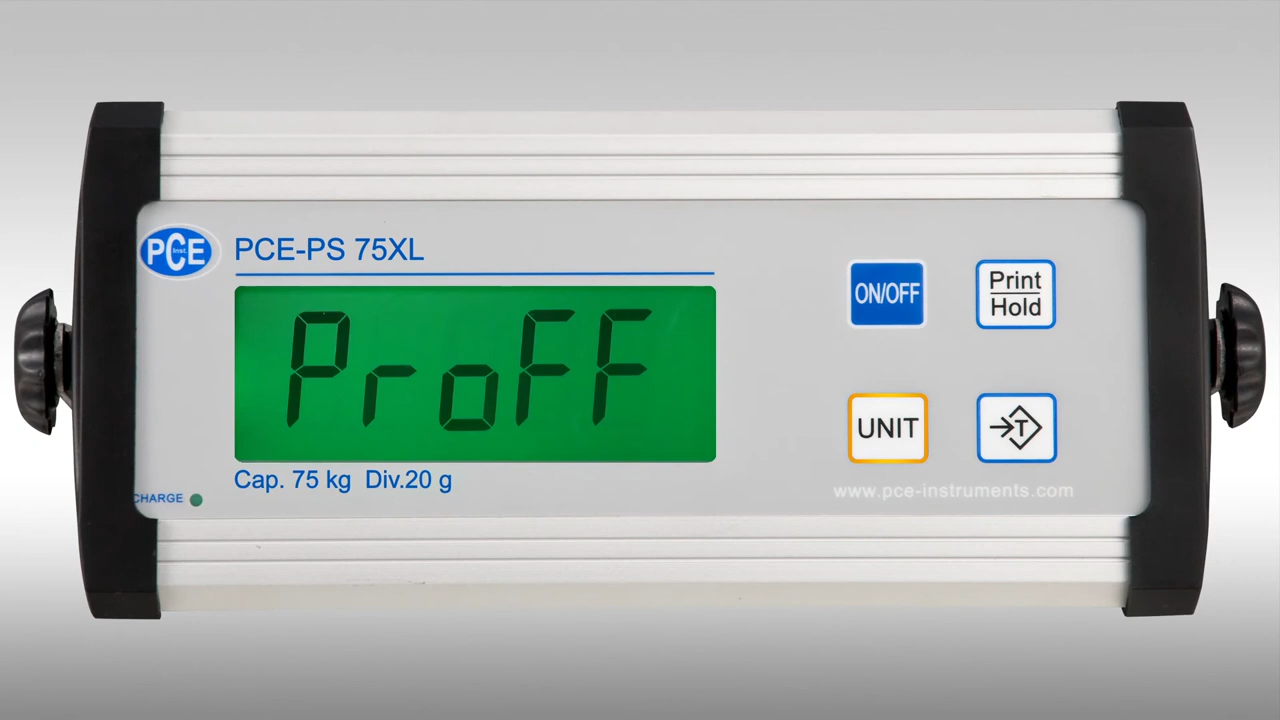 PCE Inst.
PCE-PS 75XL
ProFF
Cap. 75 kg Div.20 g
CHARGE
ON/OFF
Print
Hold
UNIT
T
www.pce-instruments.com